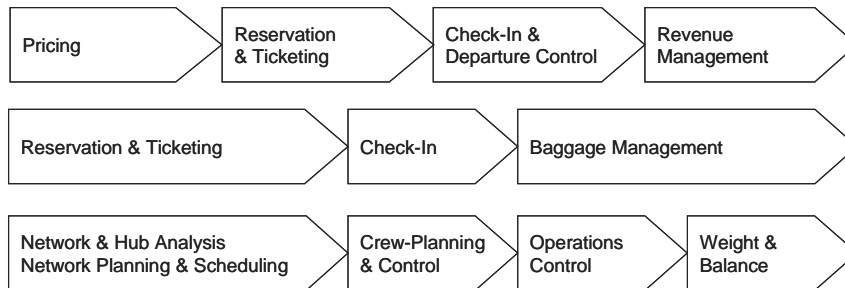 Pricing
Reservation
& Ticketing
Check-In &
Departure Control
Revenue
Management
Reservation & Ticketing
Check-In
Baggage Management
Network & Hub Analysis
Network Planning & Scheduling
Crew-Planning
& Control
Operations
Control
Weight &
Balance